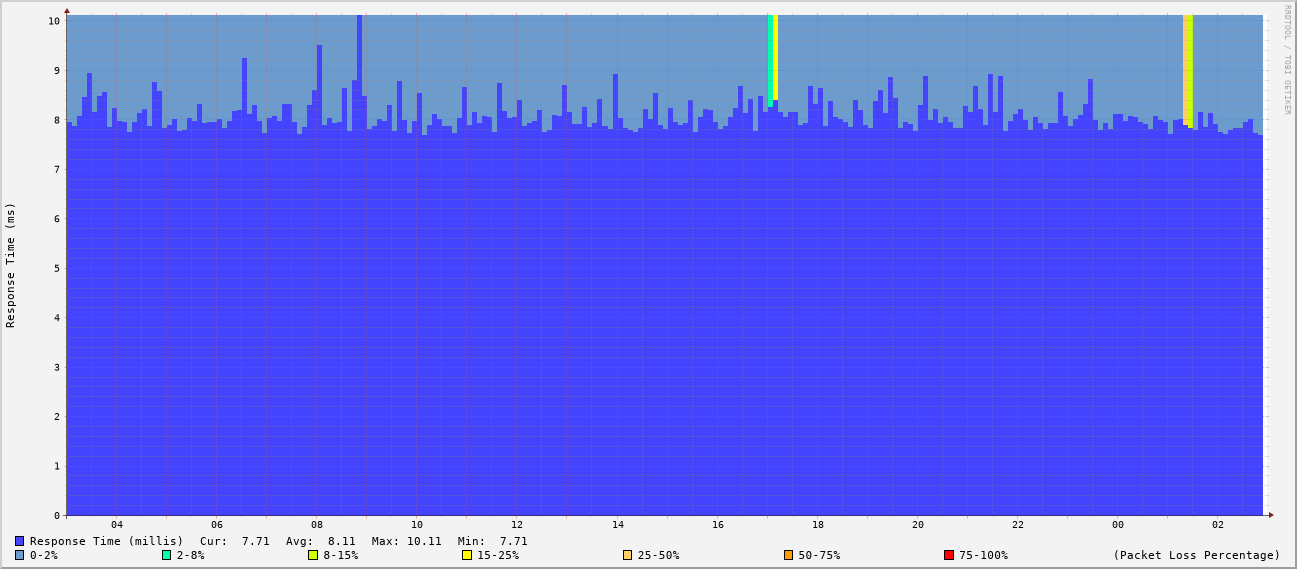 RRDTOOL / TOBI OETIKER
Response Time (ms)
10
9
8
7
6
5
4
3
2
1
0
04 06 08 10 12 14 16 18 20 22 00 02
Response Time (millis) Cur: 7.71 Avg: 8.11 Max: 10.11 Min: 7.71
0-2% 2-8% 8-15% 15-25% 25-50% 50-75% 75-100% (Packet Loss Percentage)